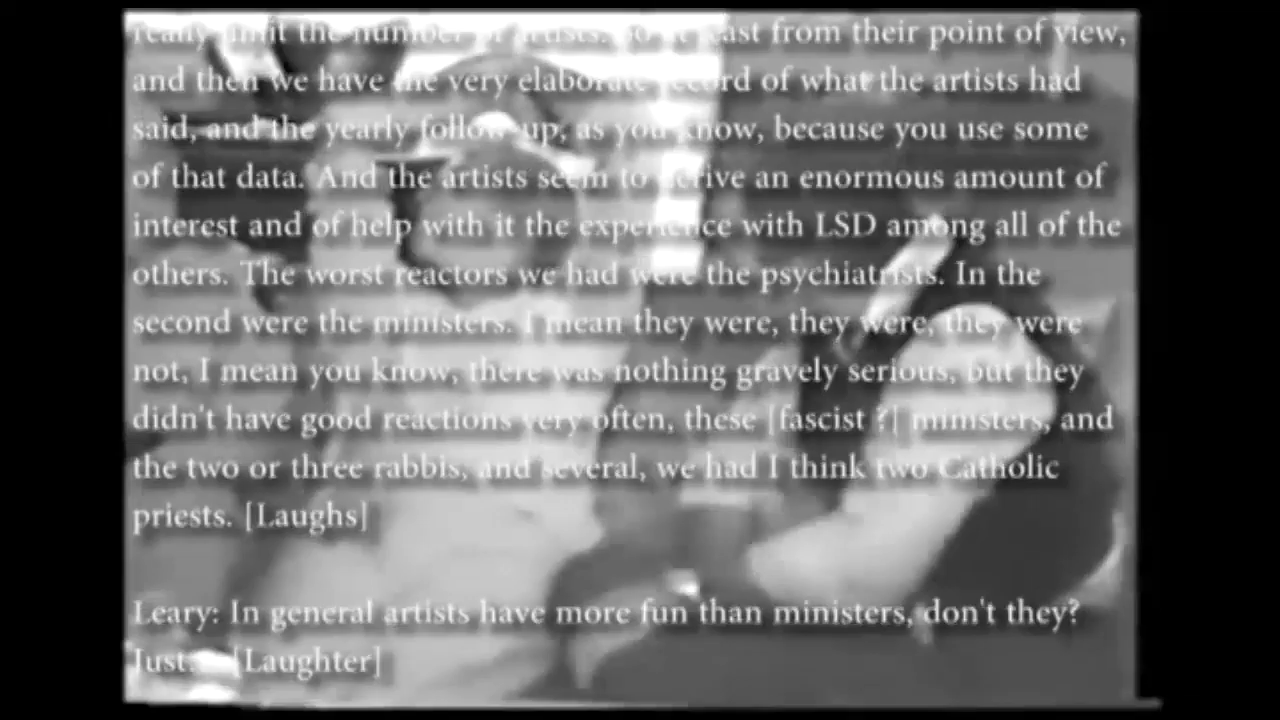 really limit the number of artists. So at least from their point of view,
and then we have the very elaborate record of what the artists had
said, and the yearly follow-up, as you know, because you use some
of that data. And the artists seem to derive an enormous amount of
interest and of help with it the experience with LSD among all of the
others. The worst reactors we had were the psychiatrists. In the
second were the ministers. I mean they were, they were, they were
not, I mean you know, there was nothing gravely serious, but they
didn't have good reactions very often, these [fascist ?] ministers, and
the two or three rabbis, and several, we had I think two Catholic
priests. [Laughs]
Leary: In general artists have more fun than ministers, don't they?
Just... [Laughter]